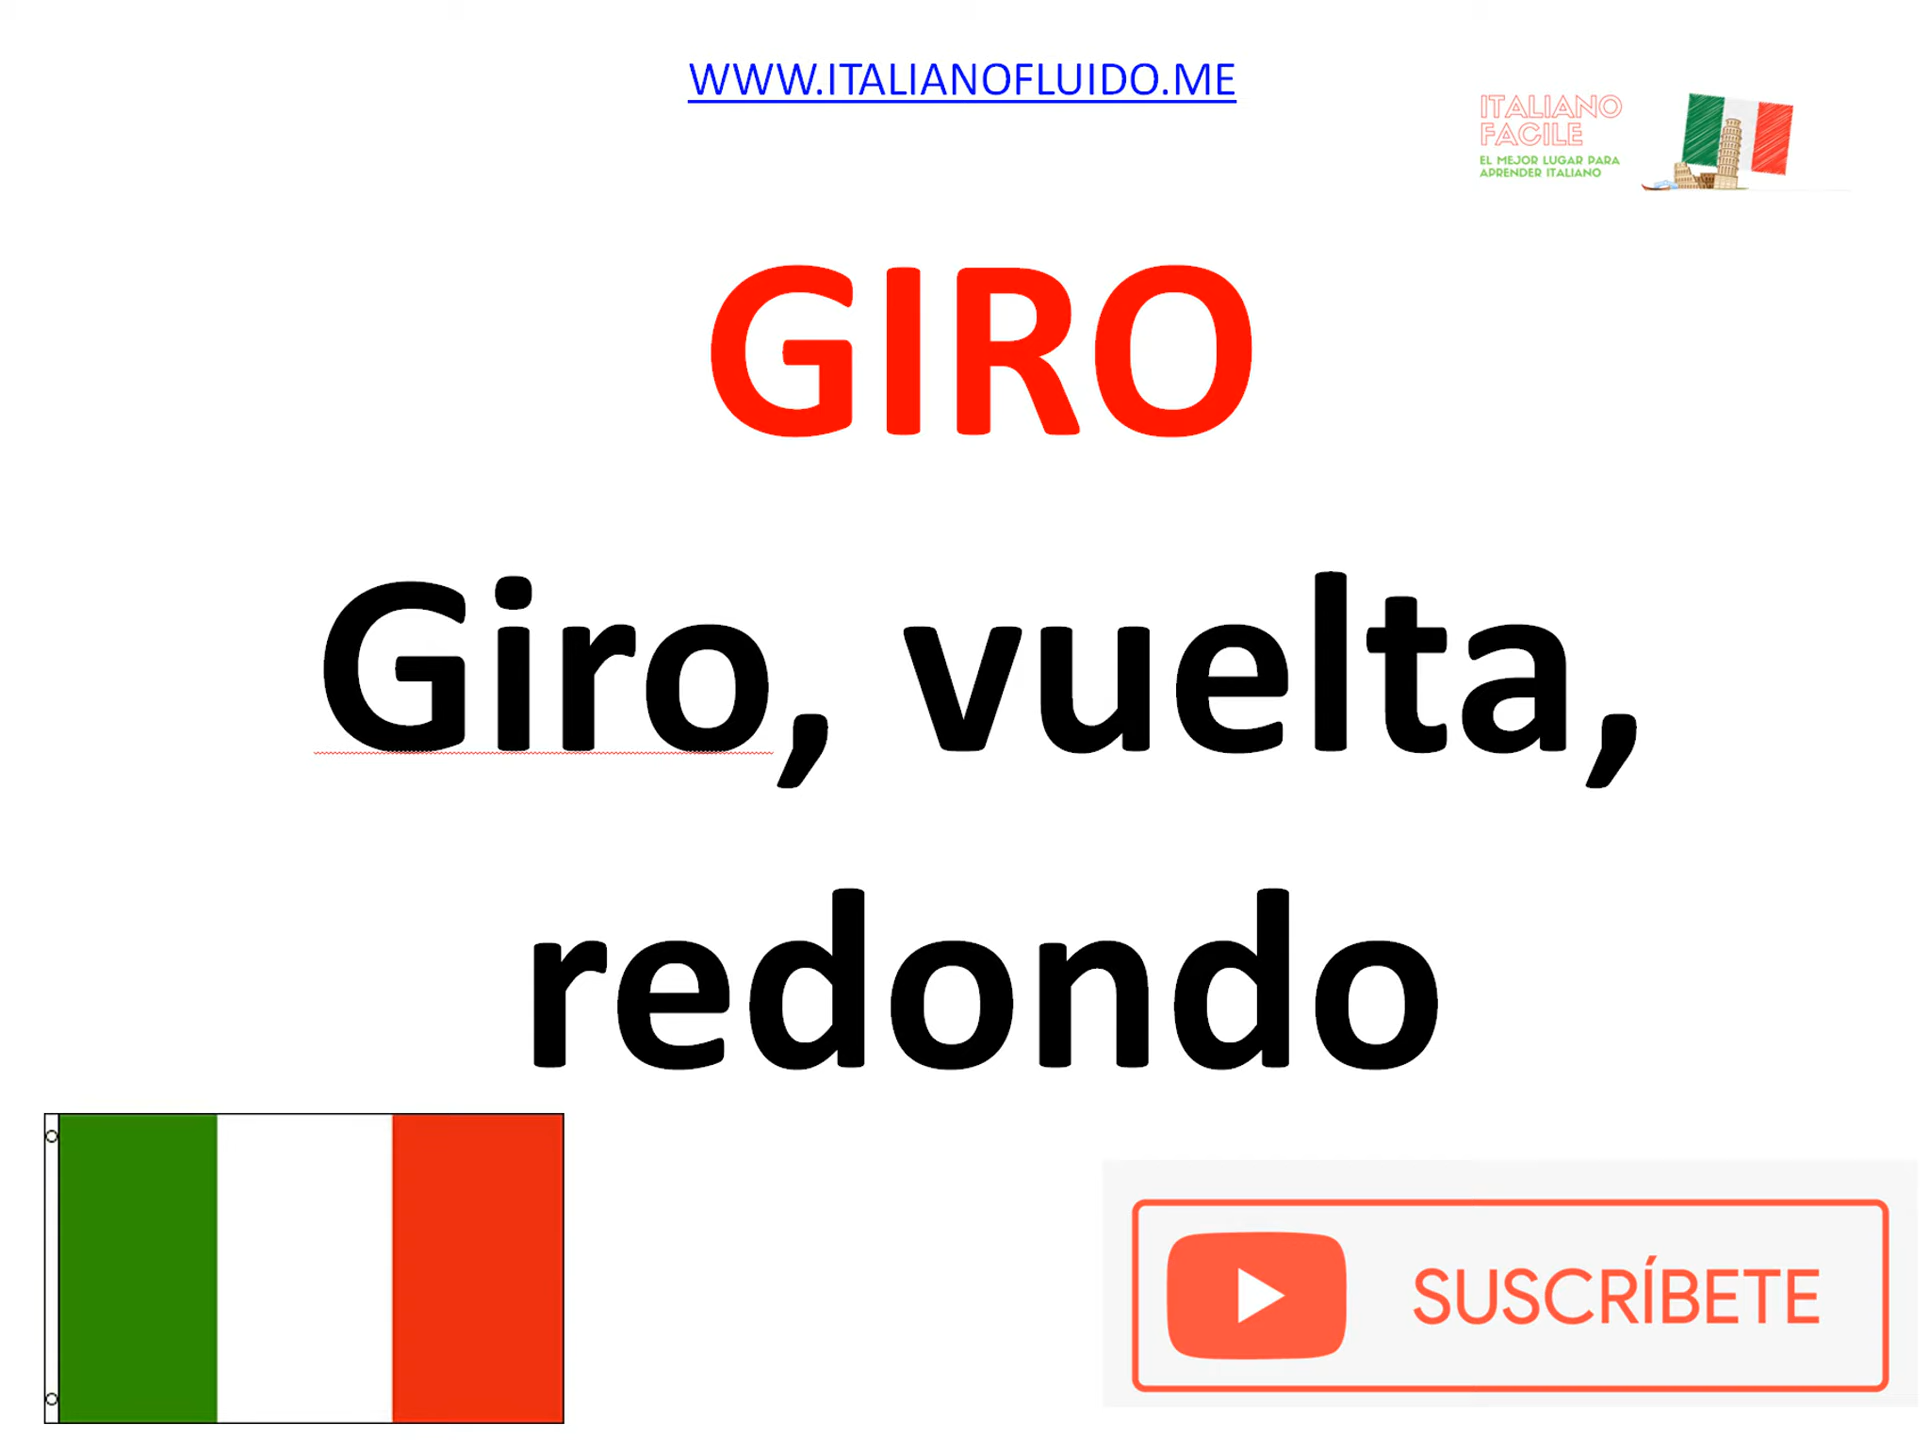 WWW.ITALIANOFLUIDO.ME
ITALIANO
FACILE
EL MEJOR LUGAR PARA
APRENDER ITALIANO
GIRO
Giro, vuelta,
redondo
SUSCRÍBETE